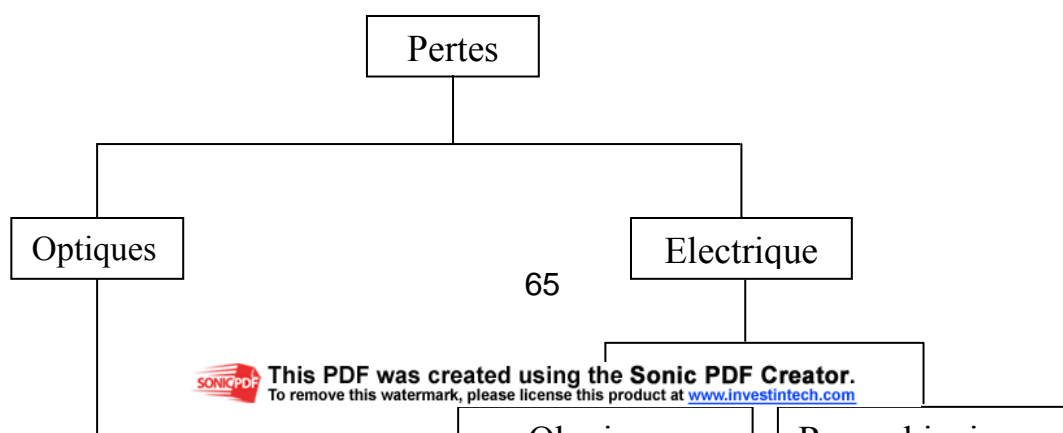 Pertes
Optiques
Electrique
65
SONICPDF
This PDF was created using the Sonic PDF Creator.
To remove this watermark, please license this product at www.investintech.com